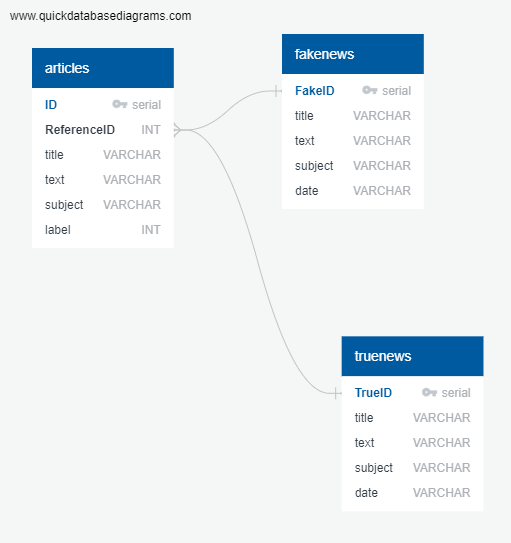 www.quickdatabasediagrams.com
articles
ID serial
ReferenceID INT
title VARCHAR
text VARCHAR
subject VARCHAR
label INT
fakenews
FakeID serial
title VARCHAR
text VARCHAR
subject VARCHAR
date VARCHAR
truenews
TrueID serial
title VARCHAR
text VARCHAR
subject VARCHAR
date VARCHAR